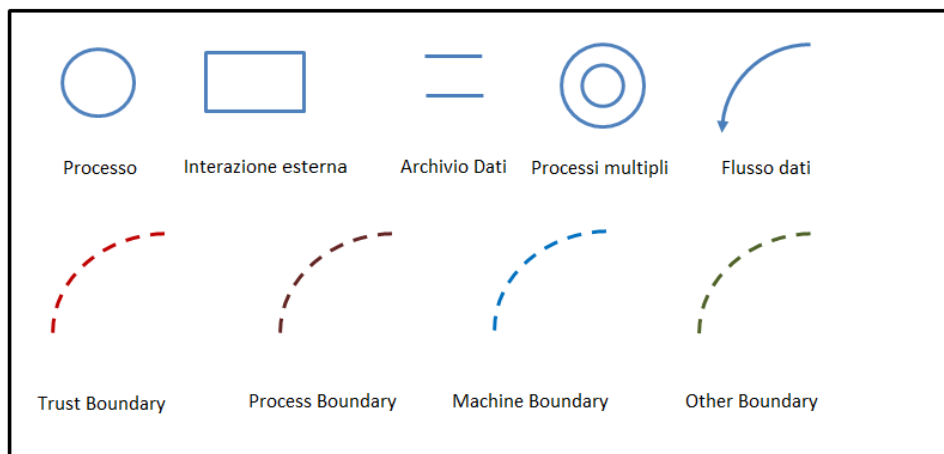 Processo
Interazione esterna
Archivio Dati
Processi multipli
Flusso dati
Trust Boundary
Process Boundary
Machine Boundary
Other Boundary